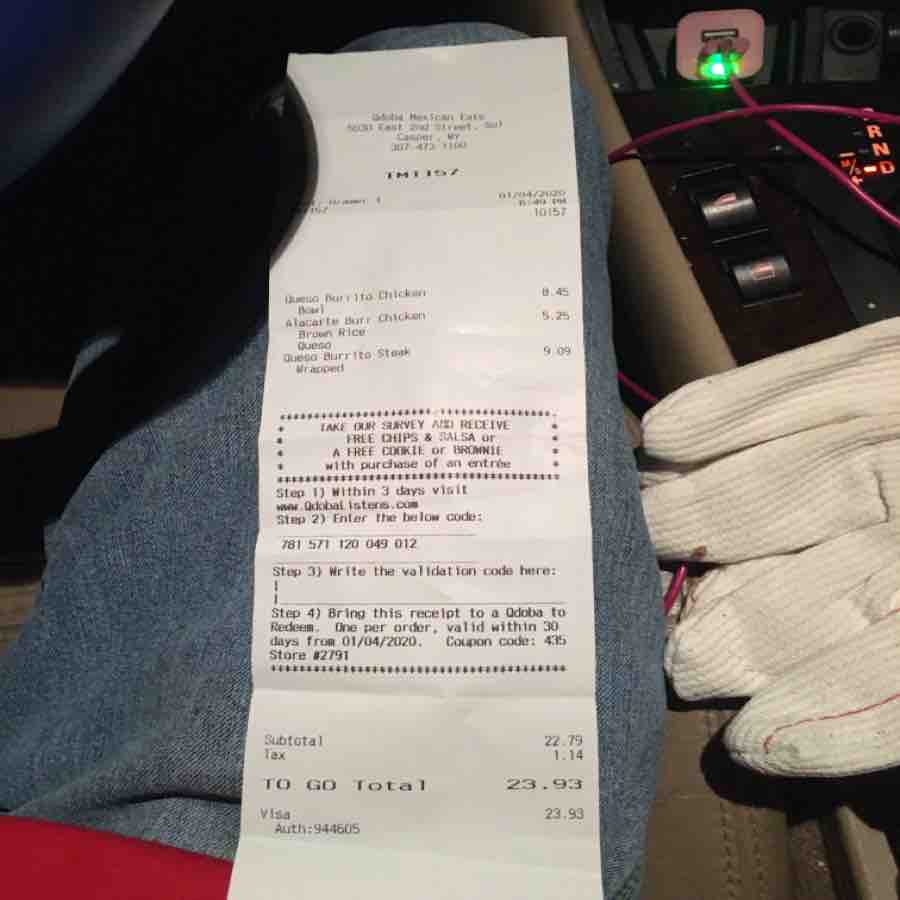 Qdoba Mexican Eats
5030 East 2nd Street,
Casper, WY
307-473-1100
TM1157
01/04/2020
6:49 PM
10157
Queso Burrito Chicken 8.45
Bowl
Alacarte Burr Chicken 5.25
Brown Rice
Queso
Queso Burrito Steak 9.09
Wrapped
TAKE OUR SURVEY AND RECEIVE
FREE CHIPS & SALSA or
A FREE COOKIE or BROWNIE
with purchase of an entrée
Step 1) Within 3 days visit
www.QdobaListens.com
Step 2) Enter the below code:
781 571 120 049 012
Step 3) Write the validation code here:
Step 4) Bring this receipt to a Qdoba to
Redeem. One per order, valid within 30
days from 01/04/2020. Coupon code: 435
Store #2791
Subtotal 22.79
Tax 1.14
TO GO Total 23.93
Visa 23.93
Auth:944605
R
N
D
M/S